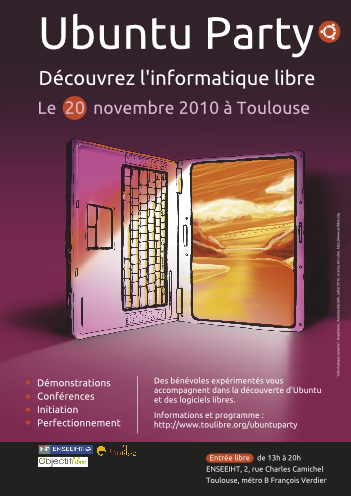 Ubuntu Party
Découvrez l'informatique libre
Le 20 novembre 2010 à Toulouse
Démonstrations
Conférences
Initiation
Perfectionnement
Des bénévoles expérimentés vous
accompagnent dans la découverte d'Ubuntu
et des logiciels libres.
Informations et programme :
http://www.toulibre.org/ubuntuparty
ENSEEIHT
Objectif
Entrée libre de 13h à 20h
ENSEEIHT, 2, rue Charles Camichel
Toulouse, métro B François Verdier